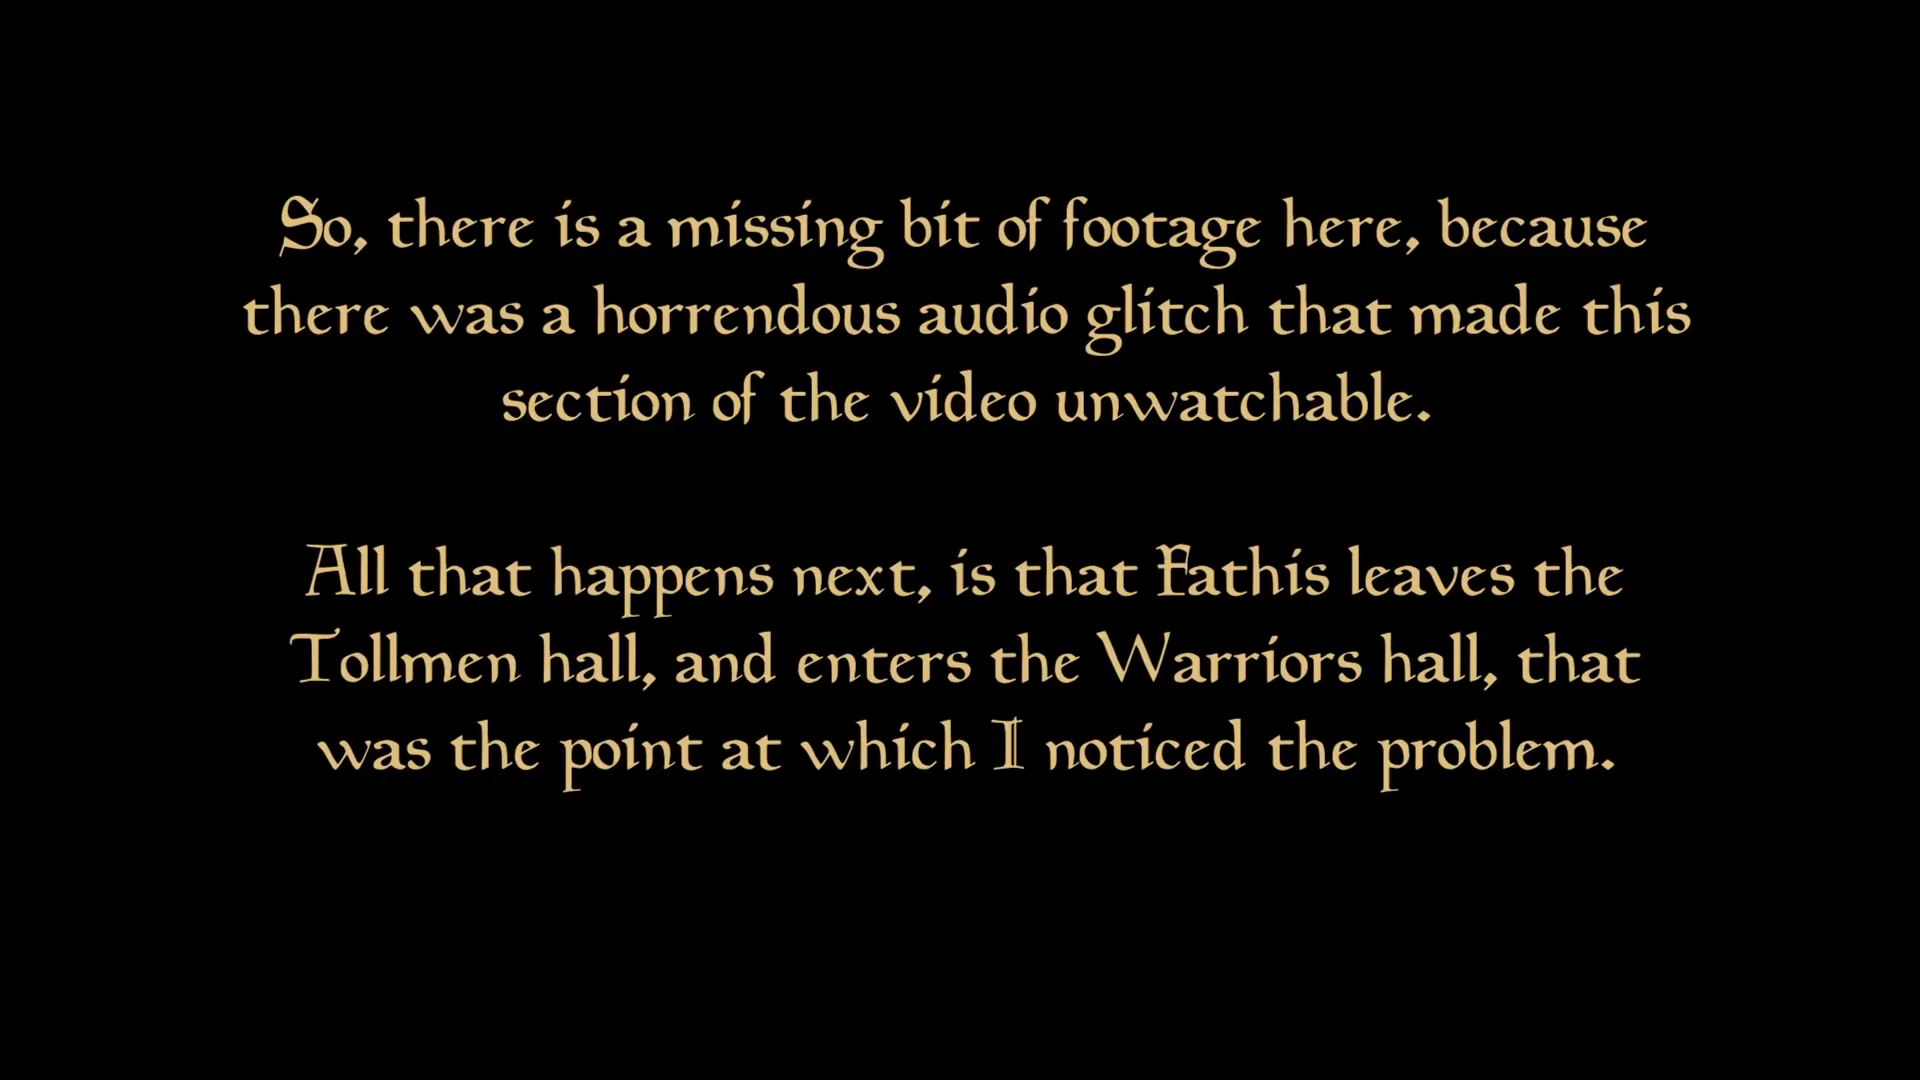 So, there is a missing bit of footage here, because
there was a horrendous audio glitch that made this
section of the video unwatchable.
All that happens next, is that Fathis leaves the
Tollmen hall, and enters the Warriors hall, that
was the point at which I noticed the problem.